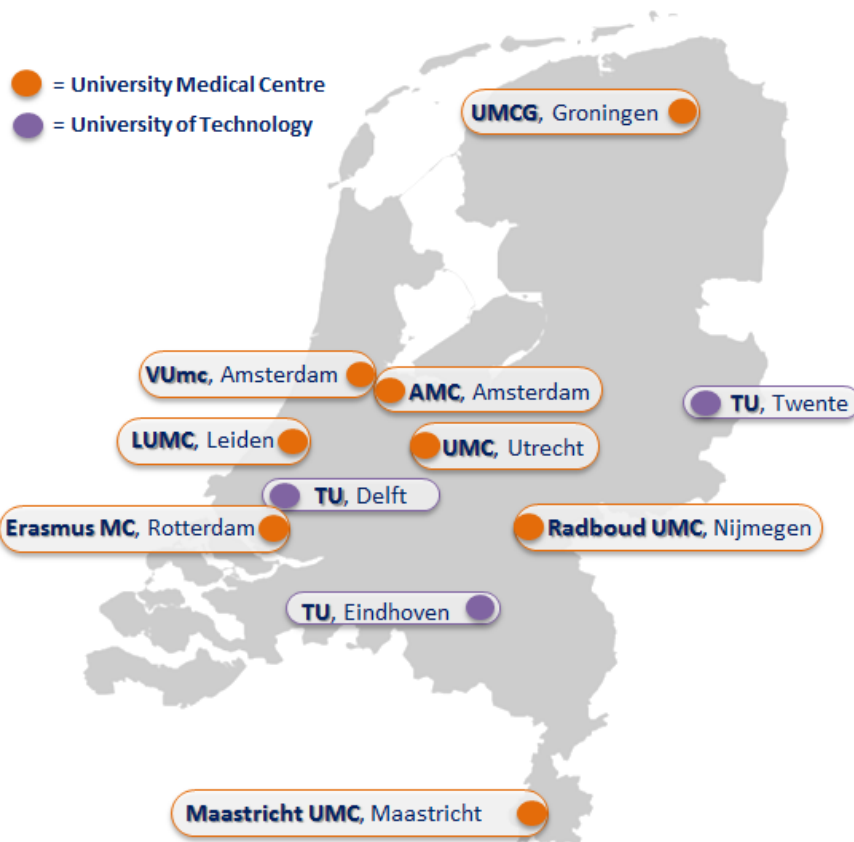 = University Medical Centre
= University of Technology
UMCG, Groningen
VUmc, Amsterdam
AMC, Amsterdam
TU, Twente
LUMC, Leiden
UMC, Utrecht
TU, Delft
Erasmus MC, Rotterdam
Radboud UMC, Nijmegen
TU, Eindhoven
Maastricht UMC, Maastricht